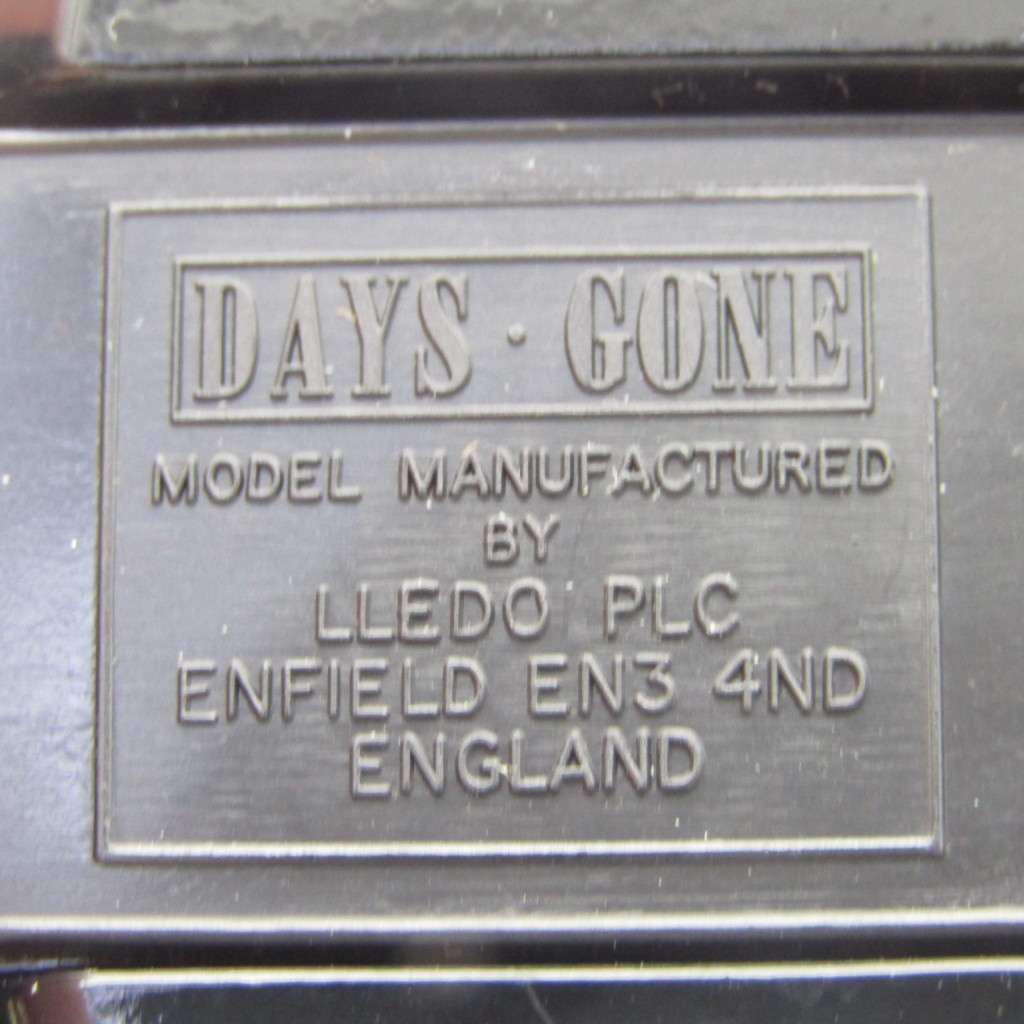 DAYS · GONE
MODEL MANUFACTURED
BY
LLEDO PLC
ENFIELD EN3 4ND
ENGLAND